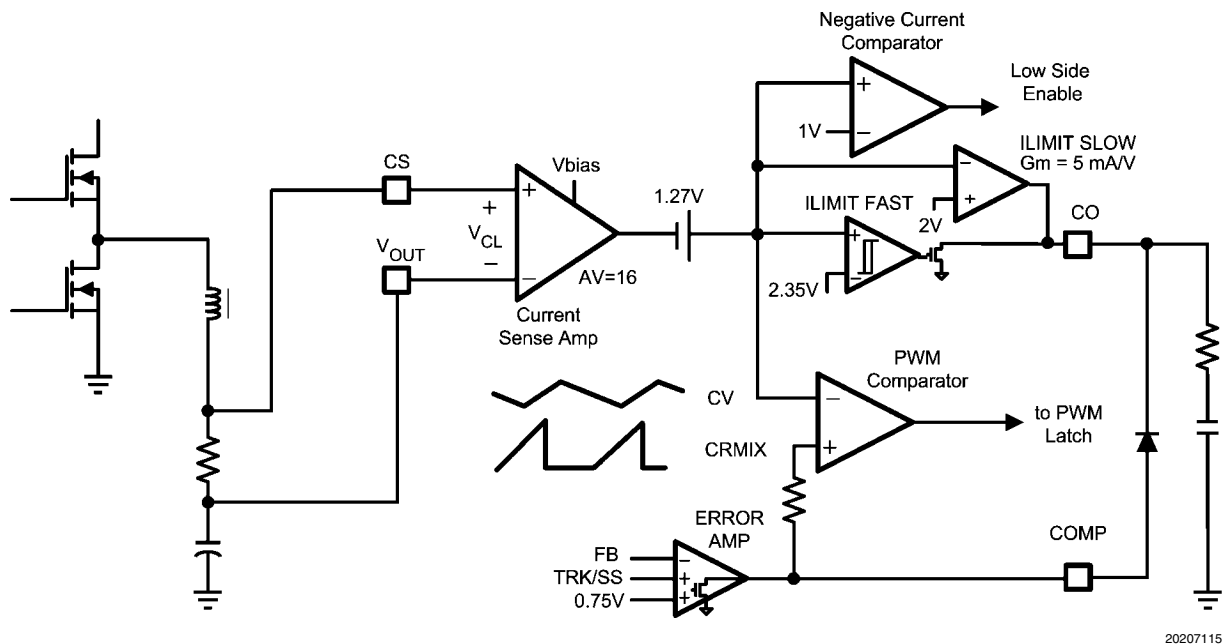 Negative Current
Comparator
Low Side
Enable
+
1V
−
ILIMIT SLOW
Gm = 5 mA/V
CS
Vbias
1.27V
−
+
2V
CO
+
+
V_CL
−
V_OUT
−
AV=16
Current
Sense Amp
ILIMIT FAST
+
−
2.35V
PWM
Comparator
CV
−
to PWM
Latch
CRMIX
+
ERROR
AMP
COMP
FB
−
TRK/SS
+
0.75V
+
20207115